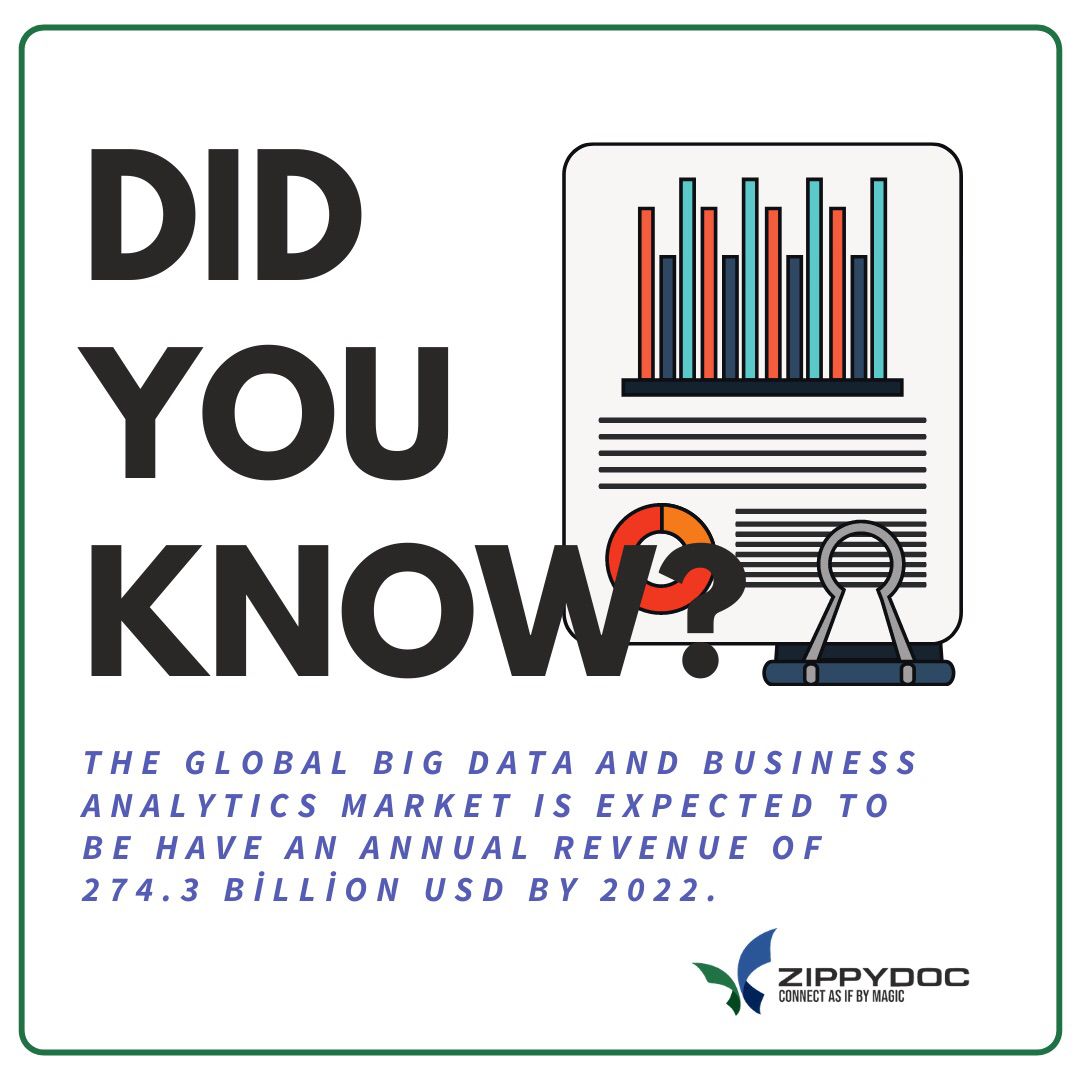 DID
YOU
KNOW?
THE GLOBAL BIG DATA AND BUSINESS
ANALYTICS MARKET IS EXPECTED TO
BE HAVE AN ANNUAL REVENUE OF
274.3 BİLLİON USD BY 2022.
ZIPPYDOC
CONNECT AS IF BY MAGIC